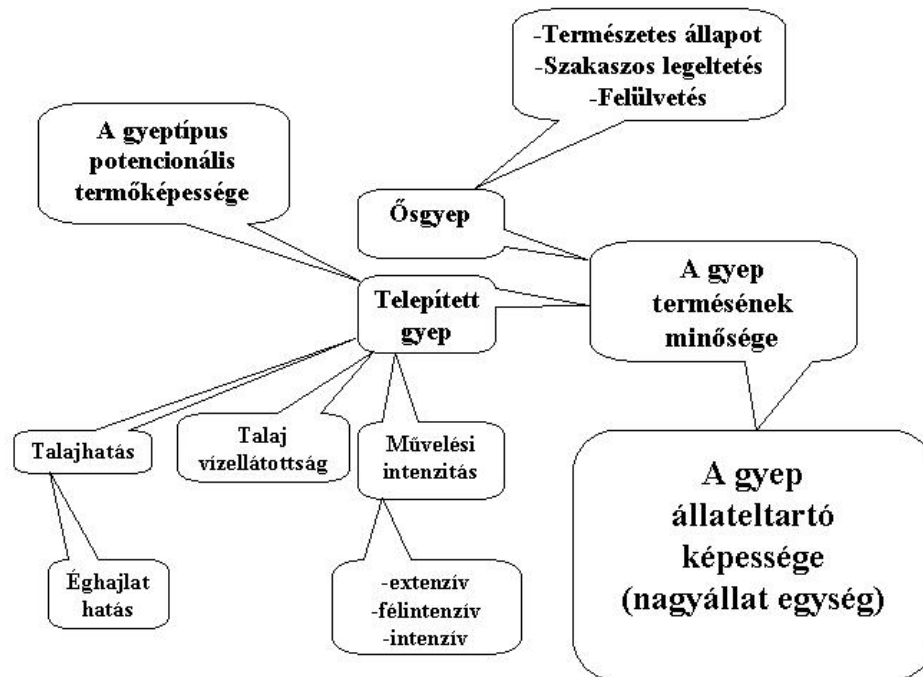 -Természetes állapot
-Szakaszos legeltetés
-Felülvetés
A gyeptípus
potencionális
termőképessége
Ősgyep
A gyep
termésének
minősége
Telepített
gyep
Talajhatás
Talaj
vízellátottság
Művelési
intenzitás
A gyep
állateltartó
képessége
(nagyállat egység)
Éghajlat
hatás
-extenzív
-félintenzív
-intenzív